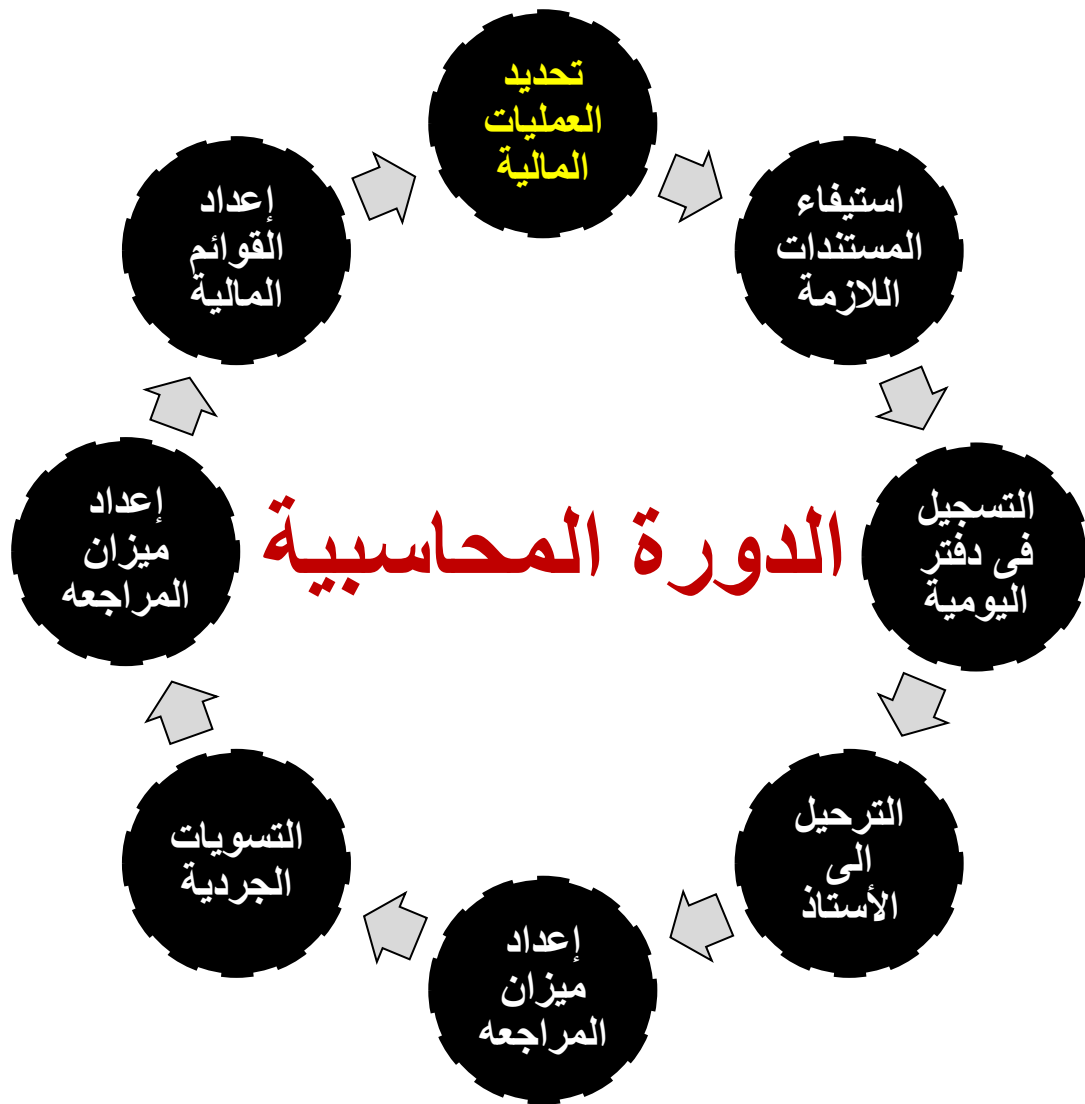 تحديد
العمليات
المالية
استيفاء
المستندات
اللازمة
التسجيل
فى دفتر
اليومية
الترحيل
الى
الأستاذ
إعداد
ميزان
المراجعه
التسويات
الجردية
إعداد
ميزان
المراجعه
إعداد
القوائم
المالية
الدورة المحاسبية